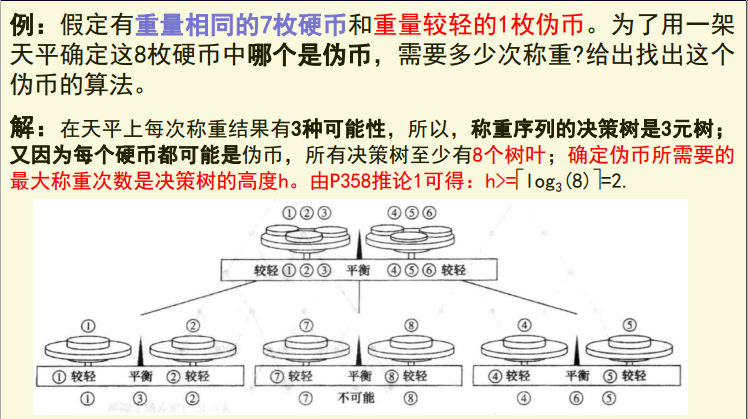 例：假定有重量相同的7枚硬币和重量较轻的1枚伪币。为了用一架
天平确定这8枚硬币中哪个是伪币，需要多少次称重?给出找出这个
伪币的算法。
解：在天平上每次称重结果有3种可能性，所以，称重序列的决策树是3元树；
又因为每个硬币都可能是伪币，所有决策树至少有8个树叶；确定伪币所需要的
最大称重次数是决策树的高度h。由P358推论1可得：h>=⌈log₃(8)⌉=2.
①②③ ④⑤⑥
较轻①②③ 平衡 ④⑤⑥较轻
① ② ⑦ ⑧ ④ ⑤
①较轻 平衡 ②较轻 ⑦较轻 平衡 ⑧较轻 ④较轻 平衡 ⑤较轻
① ③ ② ⑦ 不可能 ⑧ ④ ⑥ ⑤